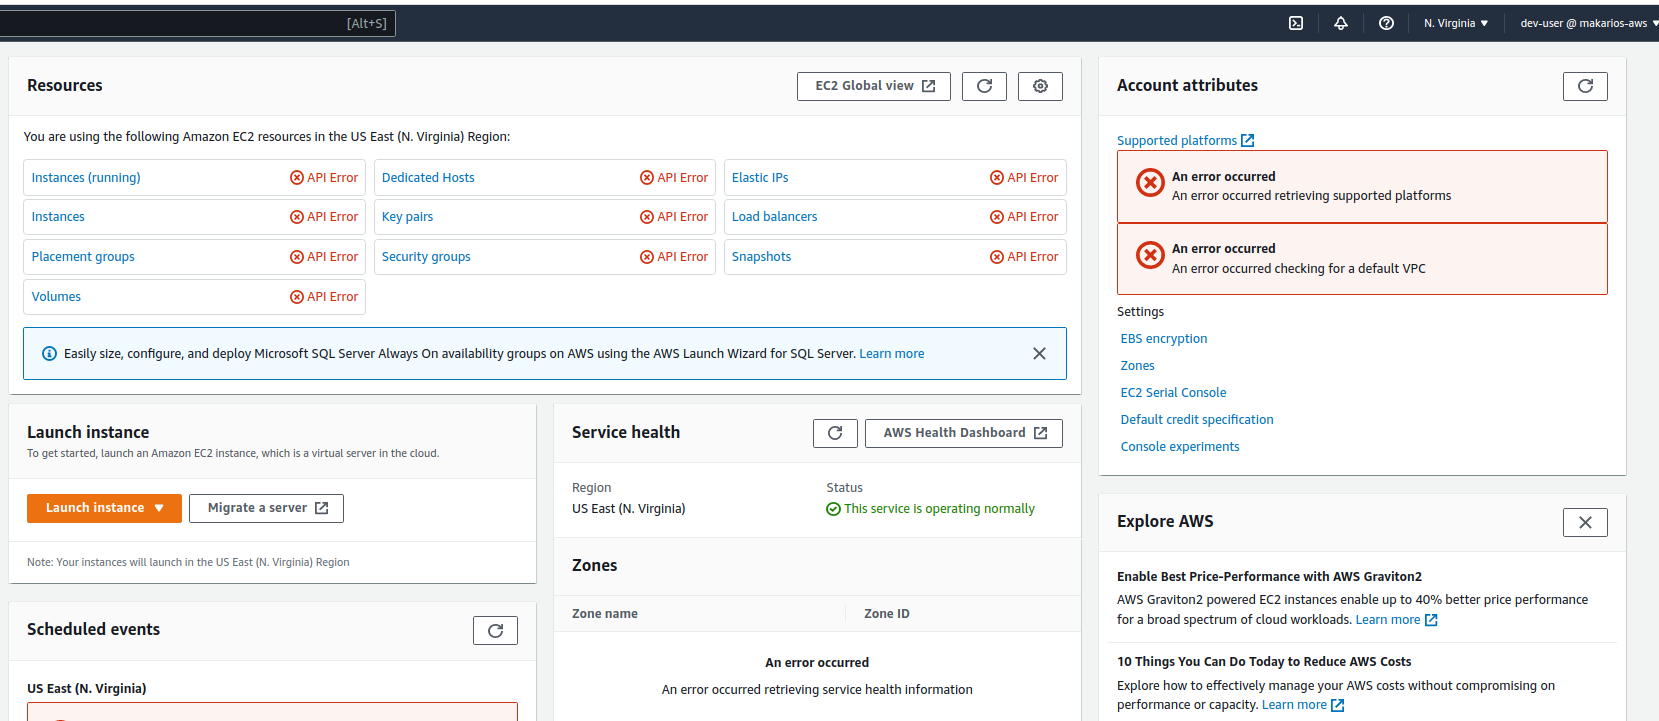 [Alt+S]
N. Virginia
dev-user @ makarios-aws
Resources
EC2 Global view
You are using the following Amazon EC2 resources in the US East (N. Virginia) Region:
Instances (running) API Error
Dedicated Hosts API Error
Elastic IPs API Error
Instances API Error
Key pairs API Error
Load balancers API Error
Placement groups API Error
Security groups API Error
Snapshots API Error
Volumes API Error
Easily size, configure, and deploy Microsoft SQL Server Always On availability groups on AWS using the AWS Launch Wizard for SQL Server. Learn more
Launch instance
To get started, launch an Amazon EC2 instance, which is a virtual server in the cloud.
Launch instance
Migrate a server
Note: Your instances will launch in the US East (N. Virginia) Region
Scheduled events
US East (N. Virginia)
Service health
AWS Health Dashboard
Region
US East (N. Virginia)
Status
This service is operating normally
Zones
Zone name
Zone ID
An error occurred
An error occurred retrieving service health information
Account attributes
Supported platforms
An error occurred
An error occurred retrieving supported platforms
An error occurred
An error occurred checking for a default VPC
Settings
EBS encryption
Zones
EC2 Serial Console
Default credit specification
Console experiments
Explore AWS
Enable Best Price-Performance with AWS Graviton2
AWS Graviton2 powered EC2 instances enable up to 40% better price performance
for a broad spectrum of cloud workloads. Learn more
10 Things You Can Do Today to Reduce AWS Costs
Explore how to effectively manage your AWS costs without compromising on
performance or capacity. Learn more